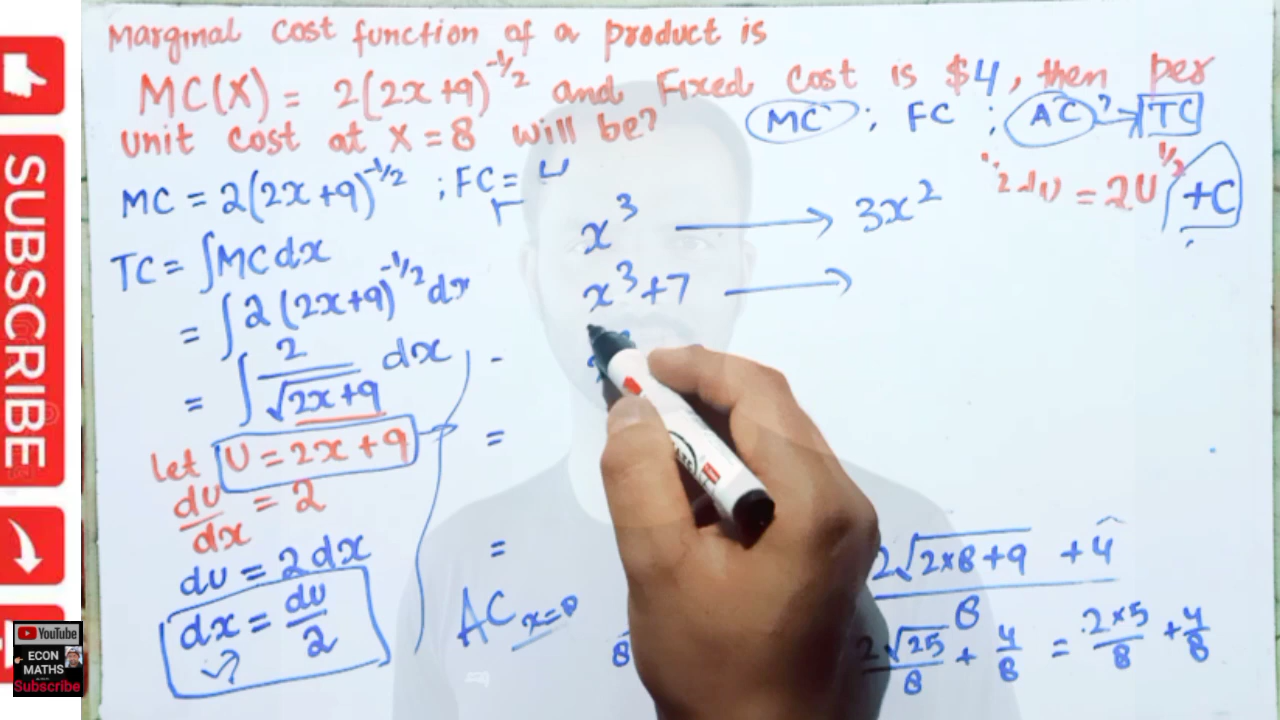 Marginal cost function of a product is
MC(X) = 2(2x+9)^-1/2 and Fixed Cost is $4, then per
unit cost at X = 8 will be?
MC ; FC ; AC ? → TC
MC = 2(2x+9)^-1/2 ; FC = 4
= 2U^1/2 +C
x^3 → 3x^2
TC = ∫MCdx
x^3+7 →
= ∫2(2x+9)^-1/2 dx
= ∫ 2/√2x+9 dx
let U = 2x+9
du/dx = 2
du = 2dx
dx = du/2
=
=
AC x=8
2√2×8+9 +4
8
2√25/8 + 4/8 = 2×5/8 + 4/8
SUBSCRIBE
YouTube
ECON
MATHS
Subscribe